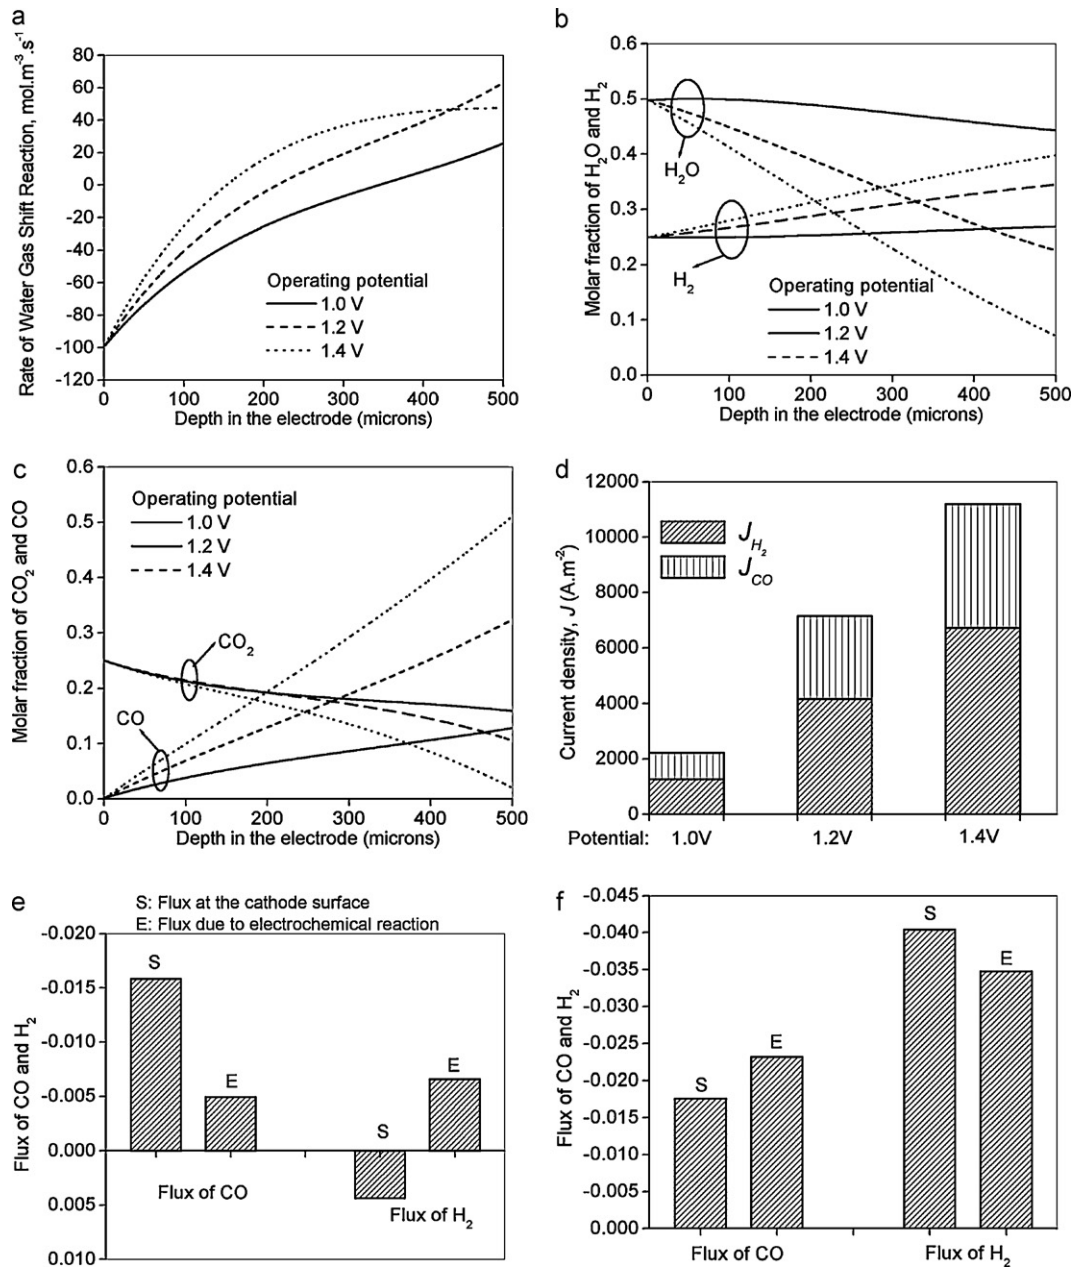 a
Rate of Water Gas Shift Reaction, mol.m⁻³.s⁻¹
80
60
40
20
0
-20
-40
-60
-80
-100
-120
Operating potential
1.0 V
1.2 V
1.4 V
0 100 200 300 400 500
Depth in the electrode (microns)
b
Molar fraction of H₂O and H₂
0.6
0.5
0.4
0.3
0.2
0.1
0.0
H₂O
H₂
Operating potential
1.0 V
1.2 V
1.4 V
0 100 200 300 400 500
Depth in the electrode (microns)
c
Molar fraction of CO₂ and CO
0.6
0.5
0.4
0.3
0.2
0.1
0.0
Operating potential
1.0 V
1.2 V
1.4 V
CO₂
CO
0 100 200 300 400 500
Depth in the electrode (microns)
d
Current density, J (A.m⁻²)
12000
10000
8000
6000
4000
2000
0
J H₂
J CO
Potential: 1.0V 1.2V 1.4V
e
S: Flux at the cathode surface
E: Flux due to electrochemical reaction
Flux of CO and H₂
-0.020
-0.015
-0.010
-0.005
0.000
0.005
0.010
S
E
S
E
Flux of CO
Flux of H₂
f
Flux of CO and H₂
-0.045
-0.040
-0.035
-0.030
-0.025
-0.020
-0.015
-0.010
-0.005
0.000
S
E
S
E
Flux of CO
Flux of H₂